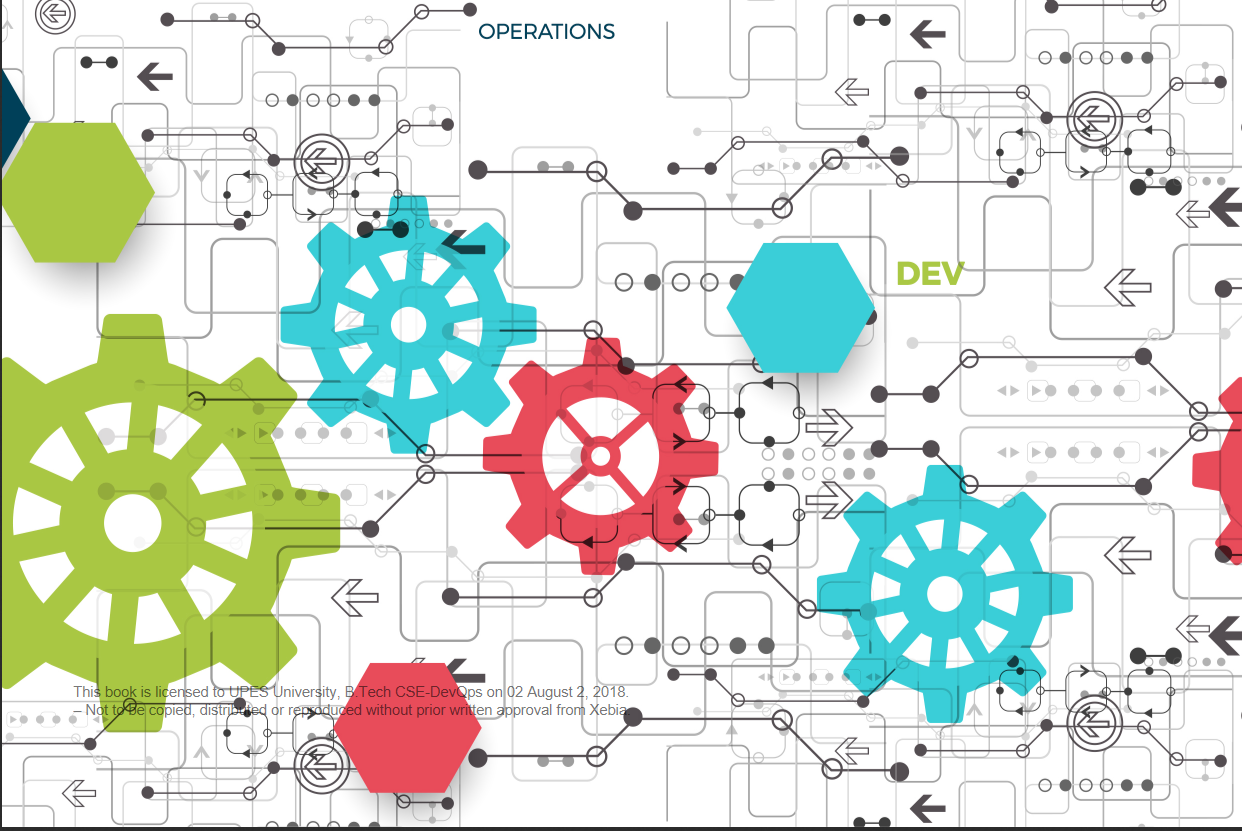 OPERATIONS
DEV
This book is licensed to UPES University, B.Tech CSE-DevOps on 02 August 2, 2018.
– Not to be copied, distributed or reproduced without prior written approval from Xebia.